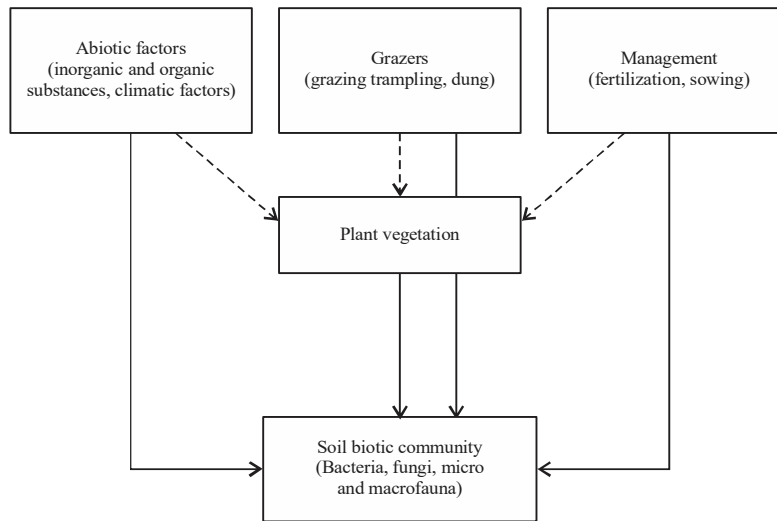 Abiotic factors
(inorganic and organic
substances, climatic factors)
Grazers
(grazing trampling, dung)
Management
(fertilization, sowing)
Plant vegetation
Soil biotic community
(Bacteria, fungi, micro
and macrofauna)